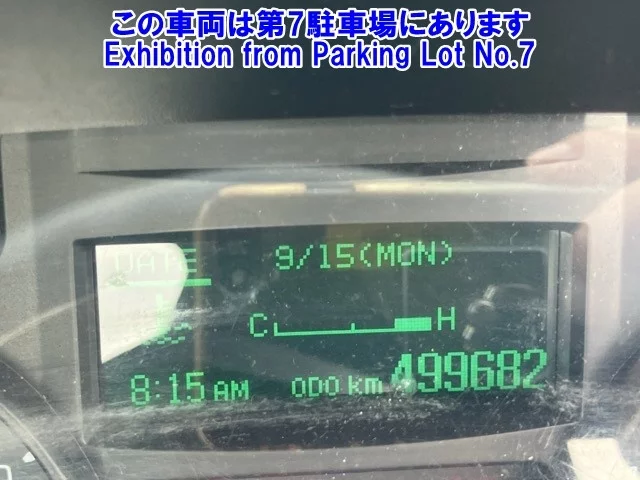 この車両は第7駐車場にあります
Exhibition from Parking Lot No.7
DATE 9/15(MON)
C H
8:15 AM ODO km 499682